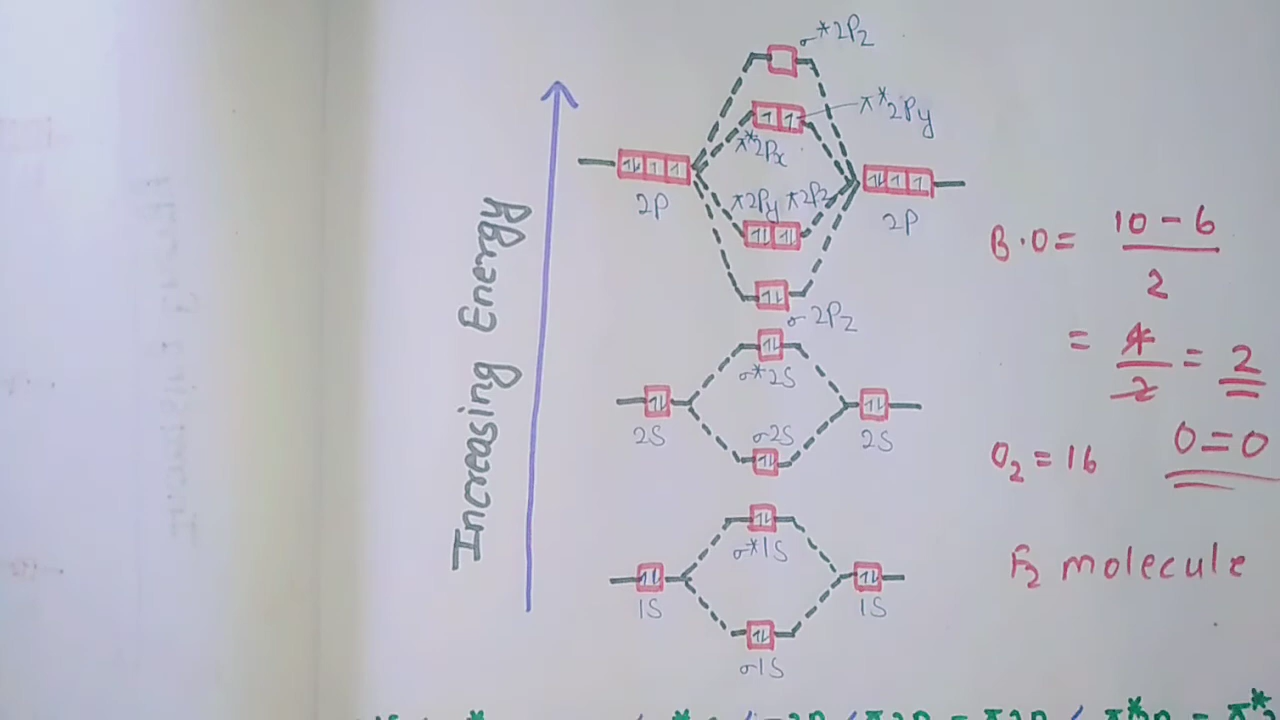 σ*2Pz
π*2Py
π*2Px
2P
2P
π2Py π2Pz
σ2Pz
σ*2S
2S
2S
σ2S
σ*1S
1S
1S
σ1S
Increasing Energy
B.O = 10 - 6
2
= 4/2 = 2
O2 = 16 O=O
F2 molecule